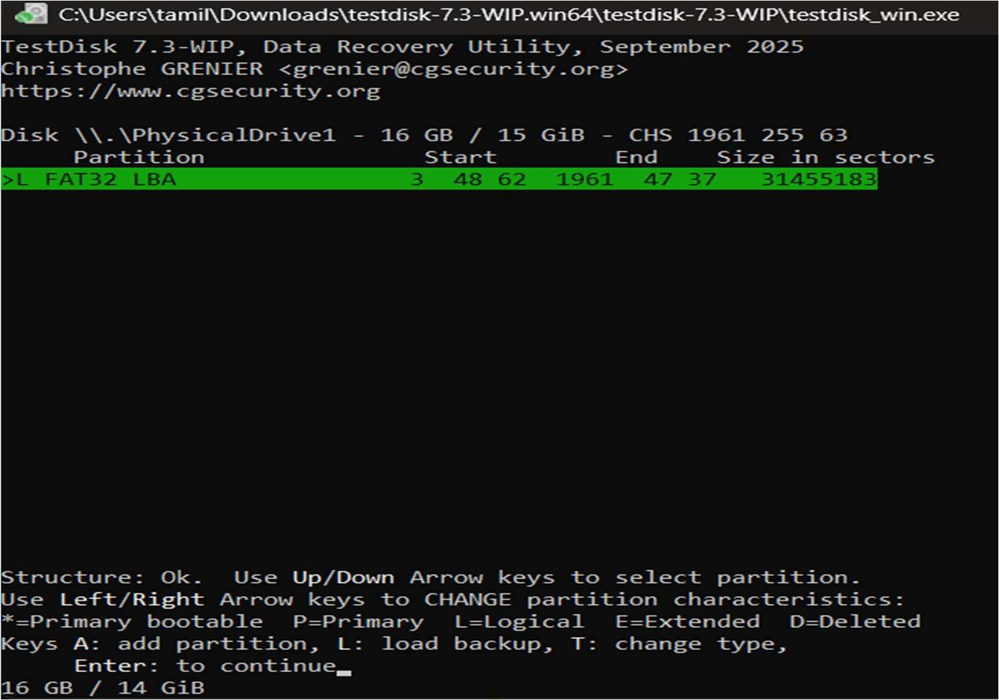 C:\Users\tamil\Downloads\testdisk-7.3-WIP.win64\testdisk-7.3-WIP\testdisk_win.exe
TestDisk 7.3-WIP, Data Recovery Utility, September 2025
Christophe GRENIER <grenier@cgsecurity.org>
https://www.cgsecurity.org
Disk \\.\PhysicalDrive1 - 16 GB / 15 GiB - CHS 1961 255 63
     Partition               Start        End    Size in sectors
>L FAT32 LBA                3  48 62  1961  47 37   31455183
Structure: Ok.  Use Up/Down Arrow keys to select partition.
Use Left/Right Arrow keys to CHANGE partition characteristics:
*=Primary bootable  P=Primary  L=Logical  E=Extended  D=Deleted
Keys A: add partition, L: load backup, T: change type,
     Enter: to continue
16 GB / 14 GiB